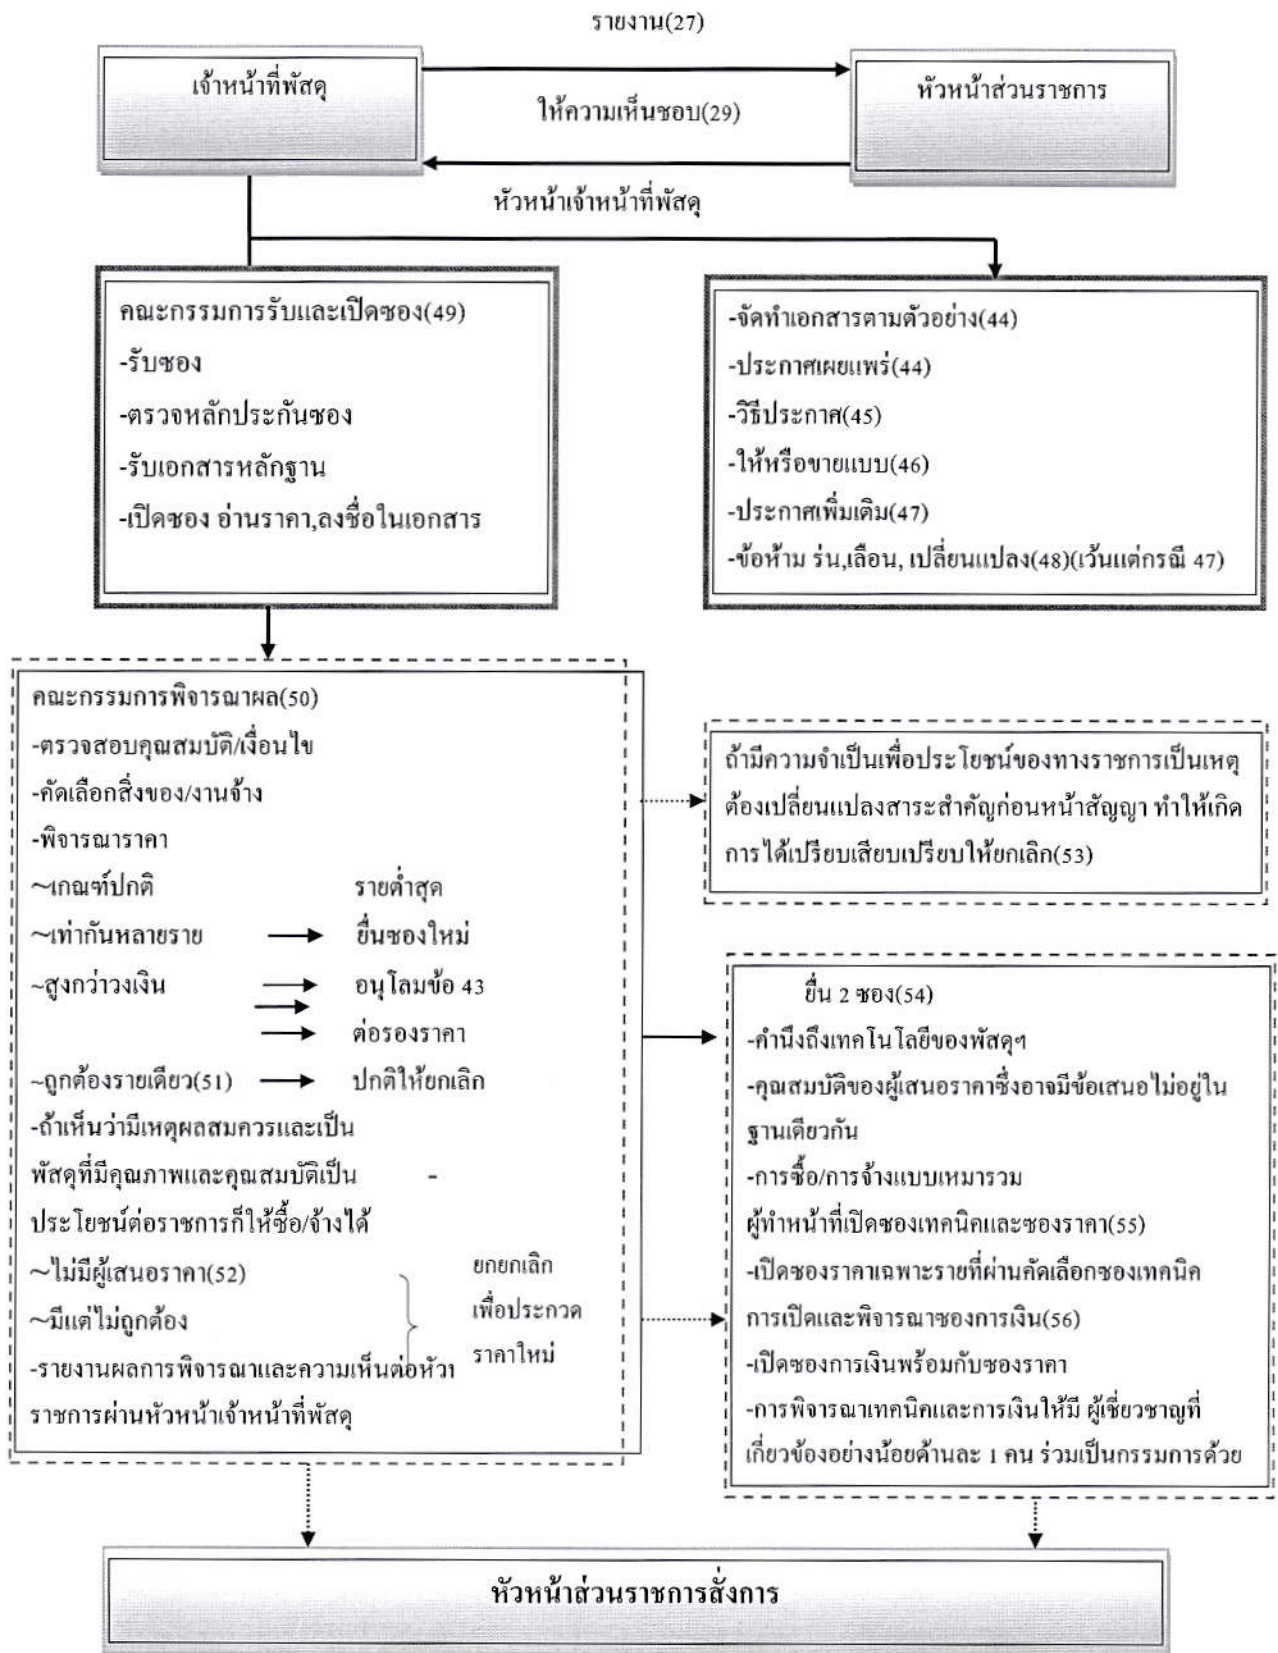 รายงาน(27)
เจ้าหน้าที่พัสดุ
หัวหน้าส่วนราชการ
ให้ความเห็นชอบ(29)
หัวหน้าเจ้าหน้าที่พัสดุ
คณะกรรมการรับและเปิดซอง(49)
-รับซอง
-ตรวจหลักประกันซอง
-รับเอกสารหลักฐาน
-เปิดซอง อ่านราคา,ลงชื่อในเอกสาร
-จัดทำเอกสารตามตัวอย่าง(44)
-ประกาศเผยแพร่(44)
-วิธีประกาศ(45)
-ให้หรือขายแบบ(46)
-ประกาศเพิ่มเติม(47)
-ข้อห้าม ร่น,เลื่อน, เปลี่ยนแปลง(48)(เว้นแต่กรณี 47)
คณะกรรมการพิจารณาผล(50)
-ตรวจสอบคุณสมบัติ/เงื่อนไข
-คัดเลือกสิ่งของ/งานจ้าง
-พิจารณาราคา
~เกณฑ์ปกติ รายต่ำสุด
~เท่ากันหลายราย ยื่นซองใหม่
~สูงกว่าวงเงิน อนุโลมข้อ 43
ต่อรองราคา
~ถูกต้องรายเดียว(51) ปกติให้ยกเลิก
-ถ้าเห็นว่ามีเหตุผลสมควรและเป็น
พัสดุที่มีคุณภาพและคุณสมบัติเป็น -
ประโยชน์ต่อราชการก็ให้ซื้อ/จ้างได้
~ไม่มีผู้เสนอราคา(52) ยกยกเลิก
~มีแต่ไม่ถูกต้อง เพื่อประกวด
ราคาใหม่
-รายงานผลการพิจารณาและความเห็นต่อหัวา
ราชการผ่านหัวหน้าเจ้าหน้าที่พัสดุ
ถ้ามีความจำเป็นเพื่อประโยชน์ของทางราชการเป็นเหตุ
ต้องเปลี่ยนแปลงสาระสำคัญก่อนหน้าสัญญา ทำให้เกิด
การได้เปรียบเสียบเปรียบให้ยกเลิก(53)
ยื่น 2 ซอง(54)
-คำนึงถึงเทคโนโลยีของพัสดุฯ
-คุณสมบัติของผู้เสนอราคาซึ่งอาจมีข้อเสนอไม่อยู่ใน
ฐานเดียวกัน
-การซื้อ/การจ้างแบบเหมารวม
ผู้ทำหน้าที่เปิดซองเทคนิคและซองราคา(55)
-เปิดซองราคาเฉพาะรายที่ผ่านคัดเลือกซองเทคนิค
การเปิดและพิจารณาซองการเงิน(56)
-เปิดซองการเงินพร้อมกับซองราคา
-การพิจารณาเทคนิคและการเงินให้มี ผู้เชี่ยวชาญที่
เกี่ยวข้องอย่างน้อยด้านละ 1 คน ร่วมเป็นกรรมการด้วย
หัวหน้าส่วนราชการสั่งการ